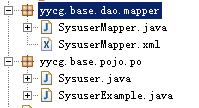 yycg.base.dao.mapper
SysuserMapper.java
SysuserMapper.xml
yycg.base.pojo.po
Sysuser.java
SysuserExample.java